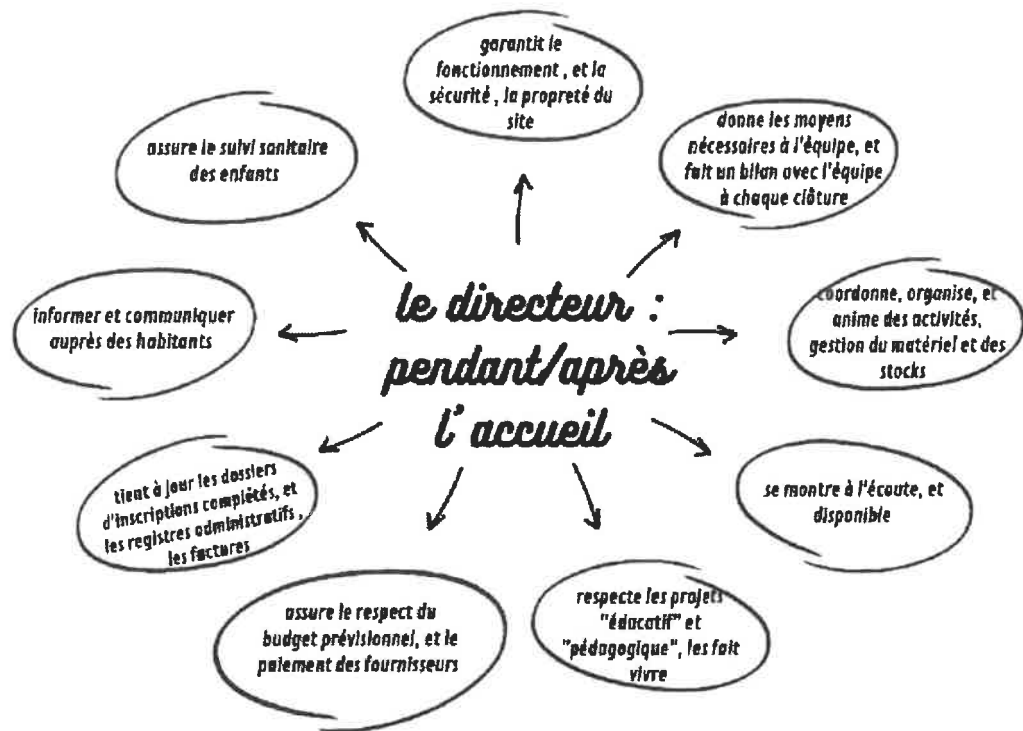 garantit le
fonctionnement , et la
sécurité , la propreté du
site
donne les moyens
nécessaires à l'équipe, et
fait un bilan avec l'équipe
à chaque clôture
assure le suivi sanitaire
des enfants
coordonne, organise, et
anime des activités,
gestion du matériel et des
stocks
informer et communiquer
auprès des habitants
le directeur :
pendant/après
l'accueil
tient à jour les dossiers
d'inscriptions complétés, et
les registres administratifs ,
les factures
se montre à l'écoute, et
disponible
assure le respect du
budget prévisionnel, et le
paiement des fournisseurs
respecte les projets
"éducatif" et
"pédagogique", les fait
vivre